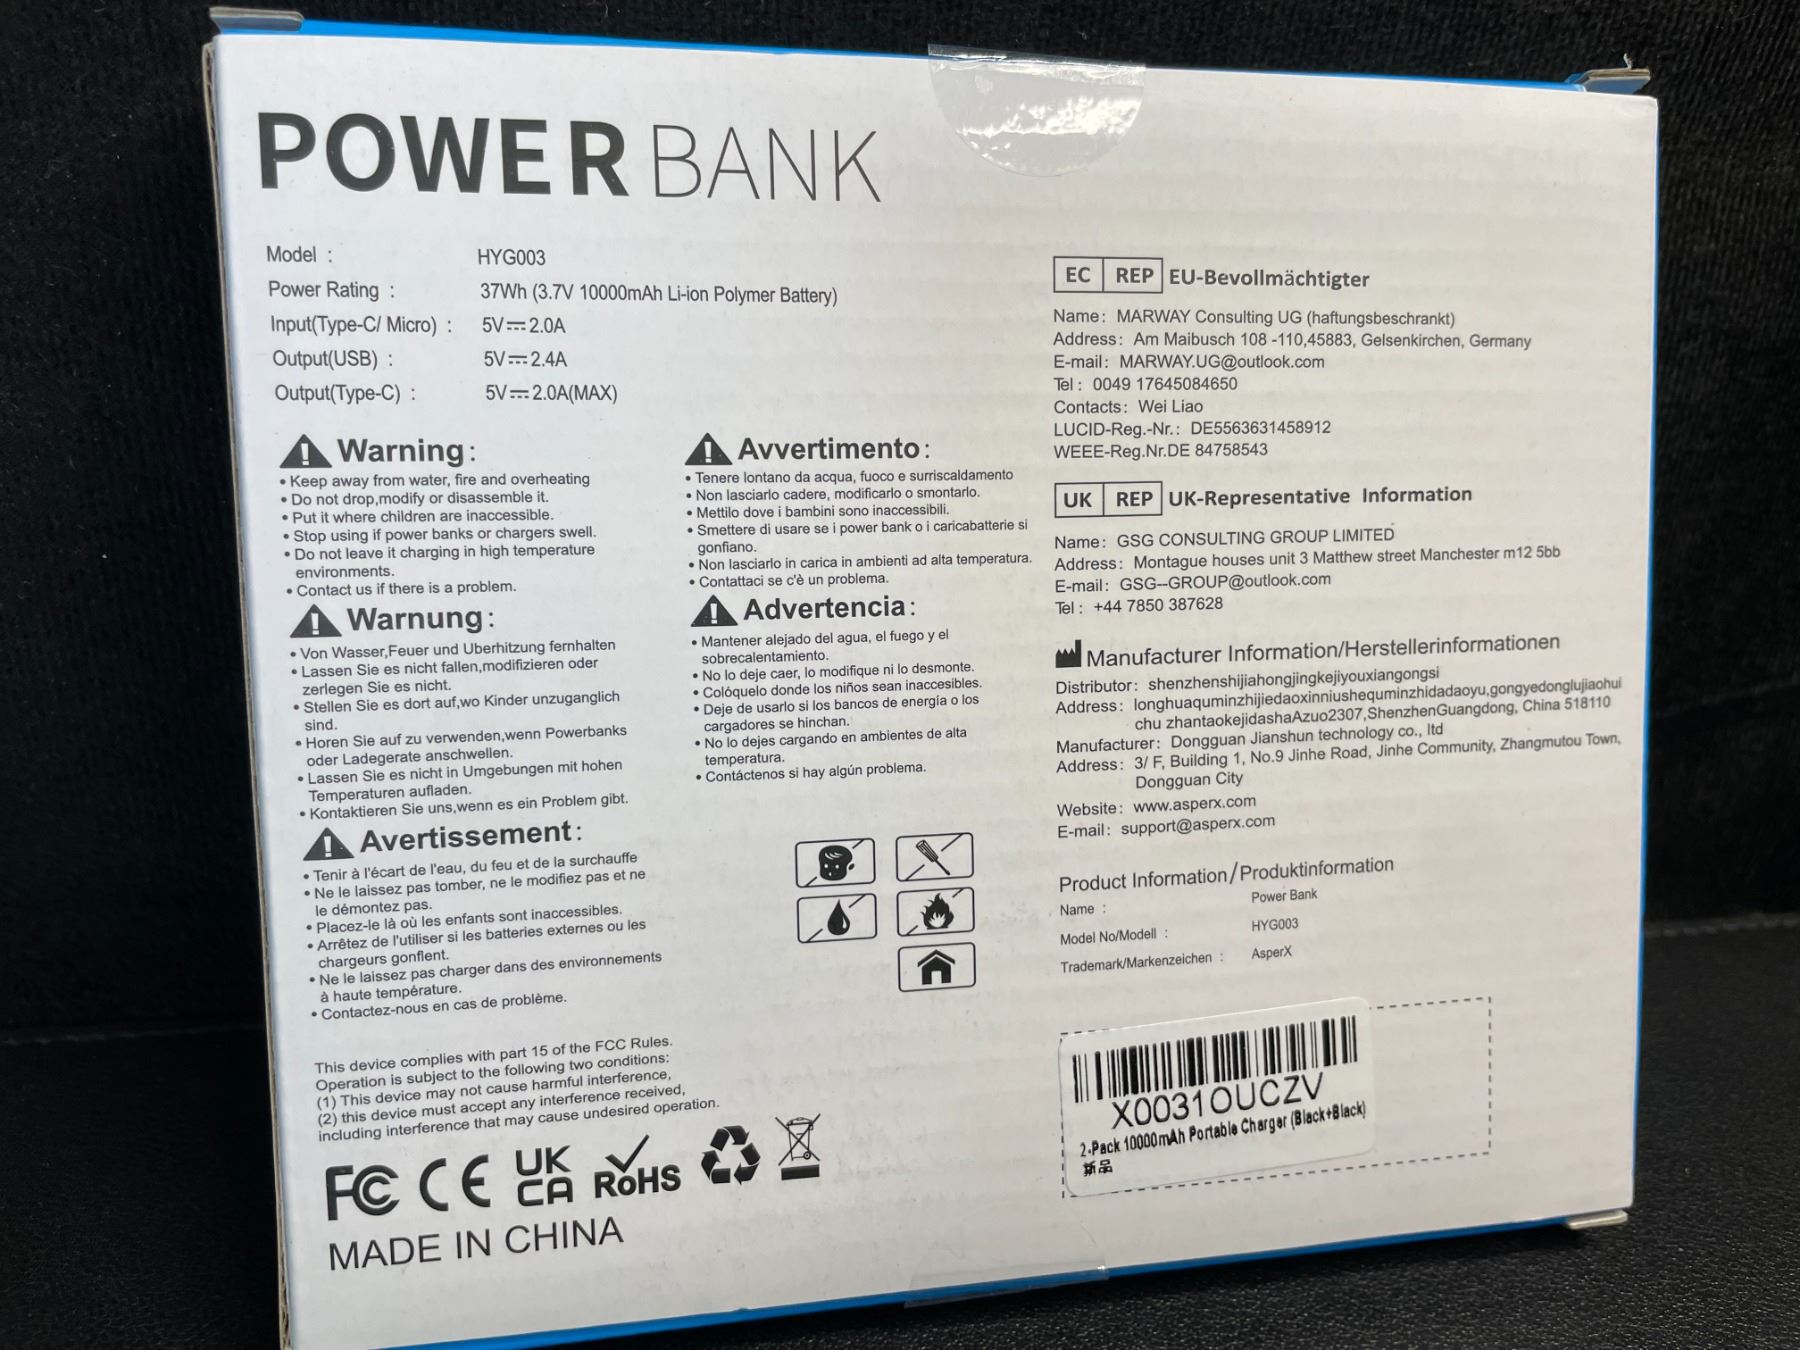 POWER BANK
Model : HYG003
Power Rating : 37Wh (3.7V 10000mAh Li-ion Polymer Battery)
Input(Type-C/ Micro) : 5V⎓2.0A
Output(USB) : 5V⎓2.4A
Output(Type-C) : 5V⎓2.0A(MAX)
Warning:
• Keep away from water, fire and overheating
• Do not drop,modify or disassemble it.
• Put it where children are inaccessible.
• Stop using if power banks or chargers swell.
• Do not leave it charging in high temperature
environments.
• Contact us if there is a problem.
Warnung:
• Von Wasser,Feuer und Uberhitzung fernhalten
• Lassen Sie es nicht fallen,modifizieren oder
zerlegen Sie es nicht.
• Stellen Sie es dort auf,wo Kinder unzuganglich
sind.
• Horen Sie auf zu verwenden,wenn Powerbanks
oder Ladegerate anschwellen.
• Lassen Sie es nicht in Umgebungen mit hohen
Temperaturen aufladen.
• Kontaktieren Sie uns,wenn es ein Problem gibt.
Avertissement:
• Tenir à l'écart de l'eau, du feu et de la surchauffe
• Ne le laissez pas tomber, ne le modifiez pas et ne
le démontez pas.
• Placez-le là où les enfants sont inaccessibles.
• Arrêtez de l'utiliser si les batteries externes ou les
chargeurs gonflent.
• Ne le laissez pas charger dans des environnements
à haute température.
• Contactez-nous en cas de problème.
Avvertimento:
• Tenere lontano da acqua, fuoco e surriscaldamento
• Non lasciarlo cadere, modificarlo o smontarlo.
• Mettilo dove i bambini sono inaccessibili.
• Smettere di usare se i power bank o i caricabatterie si
gonfiano.
• Non lasciarlo in carica in ambienti ad alta temperatura.
• Contattaci se c'è un problema.
Advertencia:
• Mantener alejado del agua, el fuego y el
sobrecalentamiento.
• No lo deje caer, lo modifique ni lo desmonte.
• Colóquelo donde los niños sean inaccesibles.
• Deje de usarlo si los bancos de energía o los
cargadores se hinchan.
• No lo dejes cargando en ambientes de alta
temperatura.
• Contáctenos si hay algún problema.
This device complies with part 15 of the FCC Rules.
Operation is subject to the following two conditions:
(1) This device may not cause harmful interference,
(2) this device must accept any interference received,
including interference that may cause undesired operation.
FC CE UK CA RoHS
MADE IN CHINA
EC REP EU-Bevollmächtigter
Name: MARWAY Consulting UG (haftungsbeschrankt)
Address: Am Maibusch 108 -110,45883, Gelsenkirchen, Germany
E-mail: MARWAY.UG@outlook.com
Tel : 0049 17645084650
Contacts: Wei Liao
LUCID-Reg.-Nr.: DE5563631458912
WEEE-Reg.Nr.DE 84758543
UK REP UK-Representative Information
Name: GSG CONSULTING GROUP LIMITED
Address: Montague houses unit 3 Matthew street Manchester m12 5bb
E-mail: GSG--GROUP@outlook.com
Tel : +44 7850 387628
Manufacturer Information/Herstellerinformationen
Distributor: shenzhenshijiahongjingkejiyouxiangongsi
Address: longhuaquminzhijiedaoxinniushequminzhidadaoyu,gongyedonglujiaohui
chu zhantaokejidashaAzuo2307,ShenzhenGuangdong, China 518110
Manufacturer: Dongguan Jianshun technology co., ltd
Address: 3/ F, Building 1, No.9 Jinhe Road, Jinhe Community, Zhangmutou Town,
Dongguan City
Website: www.asperx.com
E-mail: support@asperx.com
Product Information/Produktinformation
Name : Power Bank
Model No/Modell : HYG003
Trademark/Markenzeichen : AsperX
X0031OUCZV
2-Pack 10000mAh Portable Charger (Black+Black)
新品